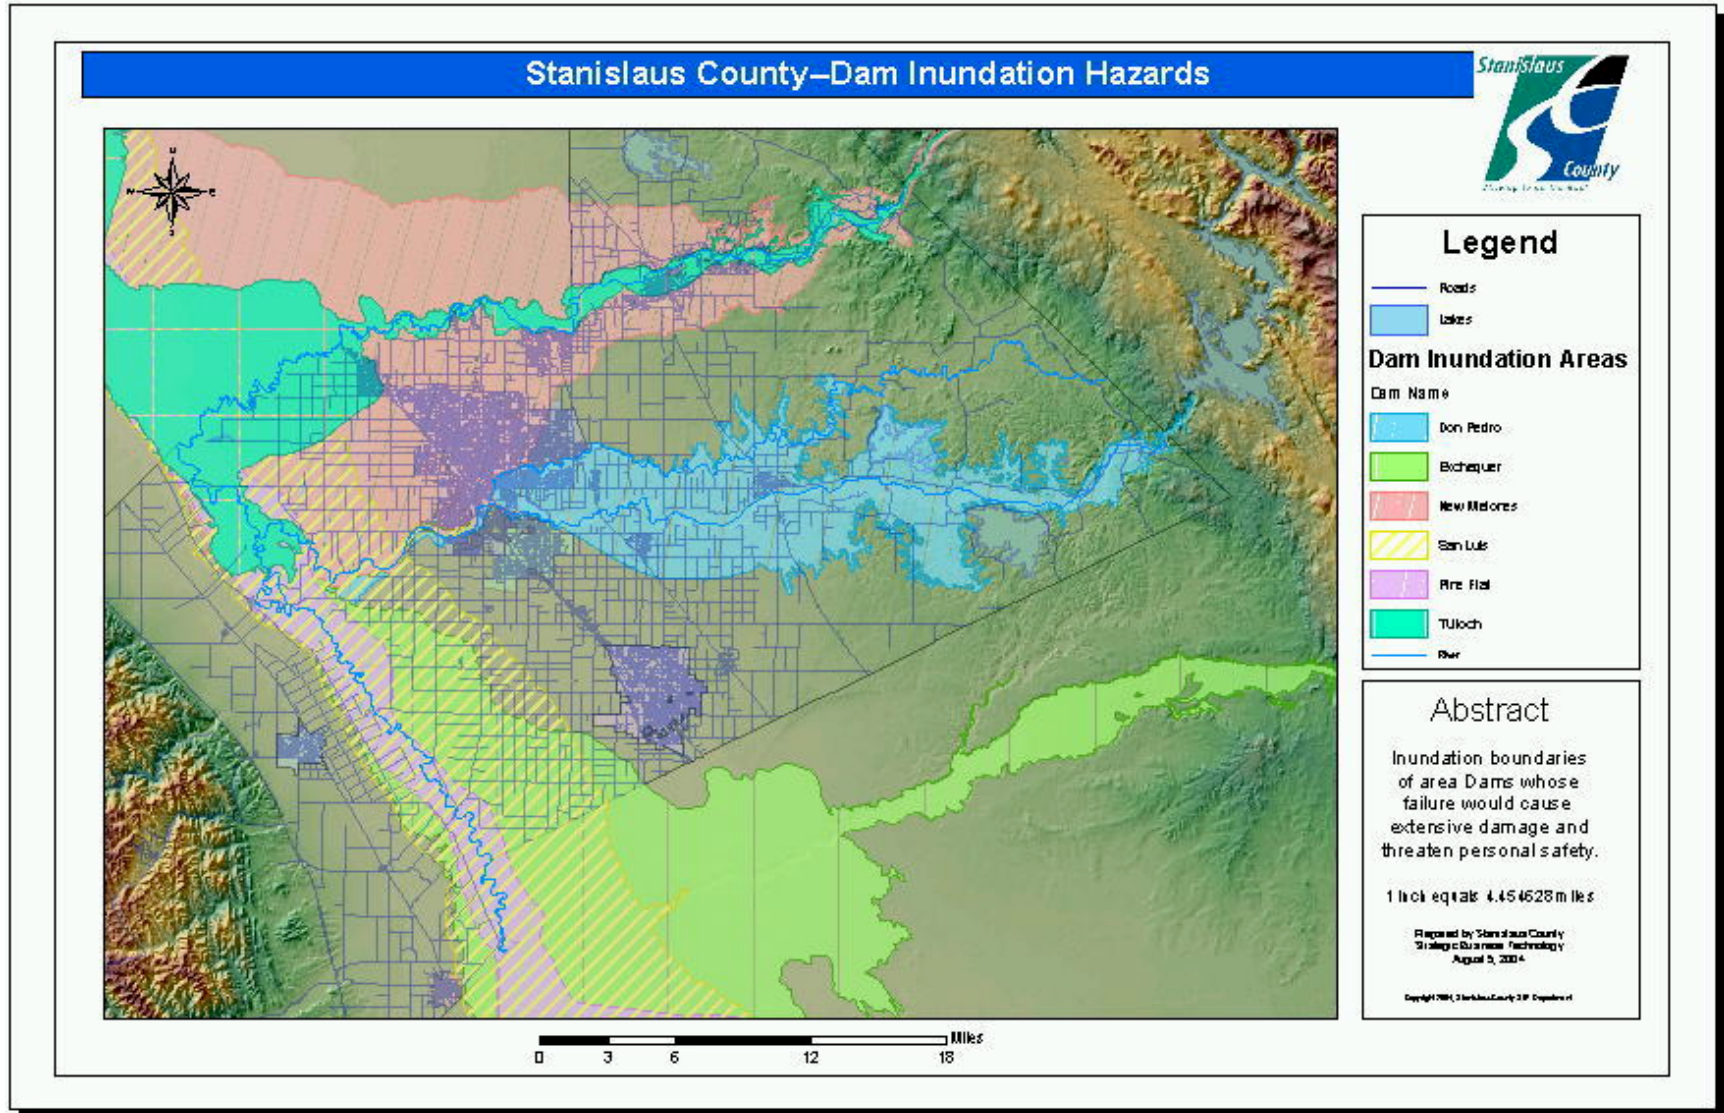 Stanislaus County–Dam Inundation Hazards
Stanislaus
County
Legend
Roads
Lakes
Dam Inundation Areas
Dam Name
Don Pedro
Exchequer
New Melones
San Luis
Pine Flat
Tulloch
River
Abstract
Inundation boundaries
of area Dams whose
failure would cause
extensive damage and
threaten personal safety.
1 Inch equals 4.454628 miles
Prepared by Stanislaus County
Strategic Business Technology
August 5, 2004
Miles
0 3 6 12 18